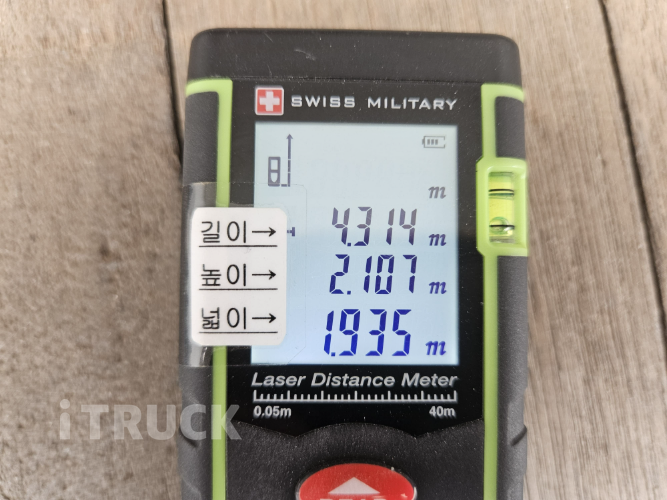 SWISS MILITARY
m
길이→ 4.314 m
높이→ 2.107 m
넓이→ 1.935 m
Laser Distance Meter
0.05m 40m
iTRUCK